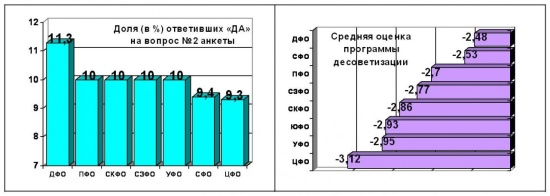 Доля (в %) ответивших «ДА»
на вопрос №2 анкеты
12
11
10
9
8
7
11,3
10
10
10
10
9,4
9,3
ДФО
ПФО
СКФО
СЗФО
УФО
СФО
ЦФО
Средняя оценка
программы
десоветизации
ДФО
-2,48
СФО
-2,53
ПФО
-2,7
СЗФО
-2,77
СКФО
-2,86
ЮФО
-2,93
УФО
-2,95
ЦФО
-3,12